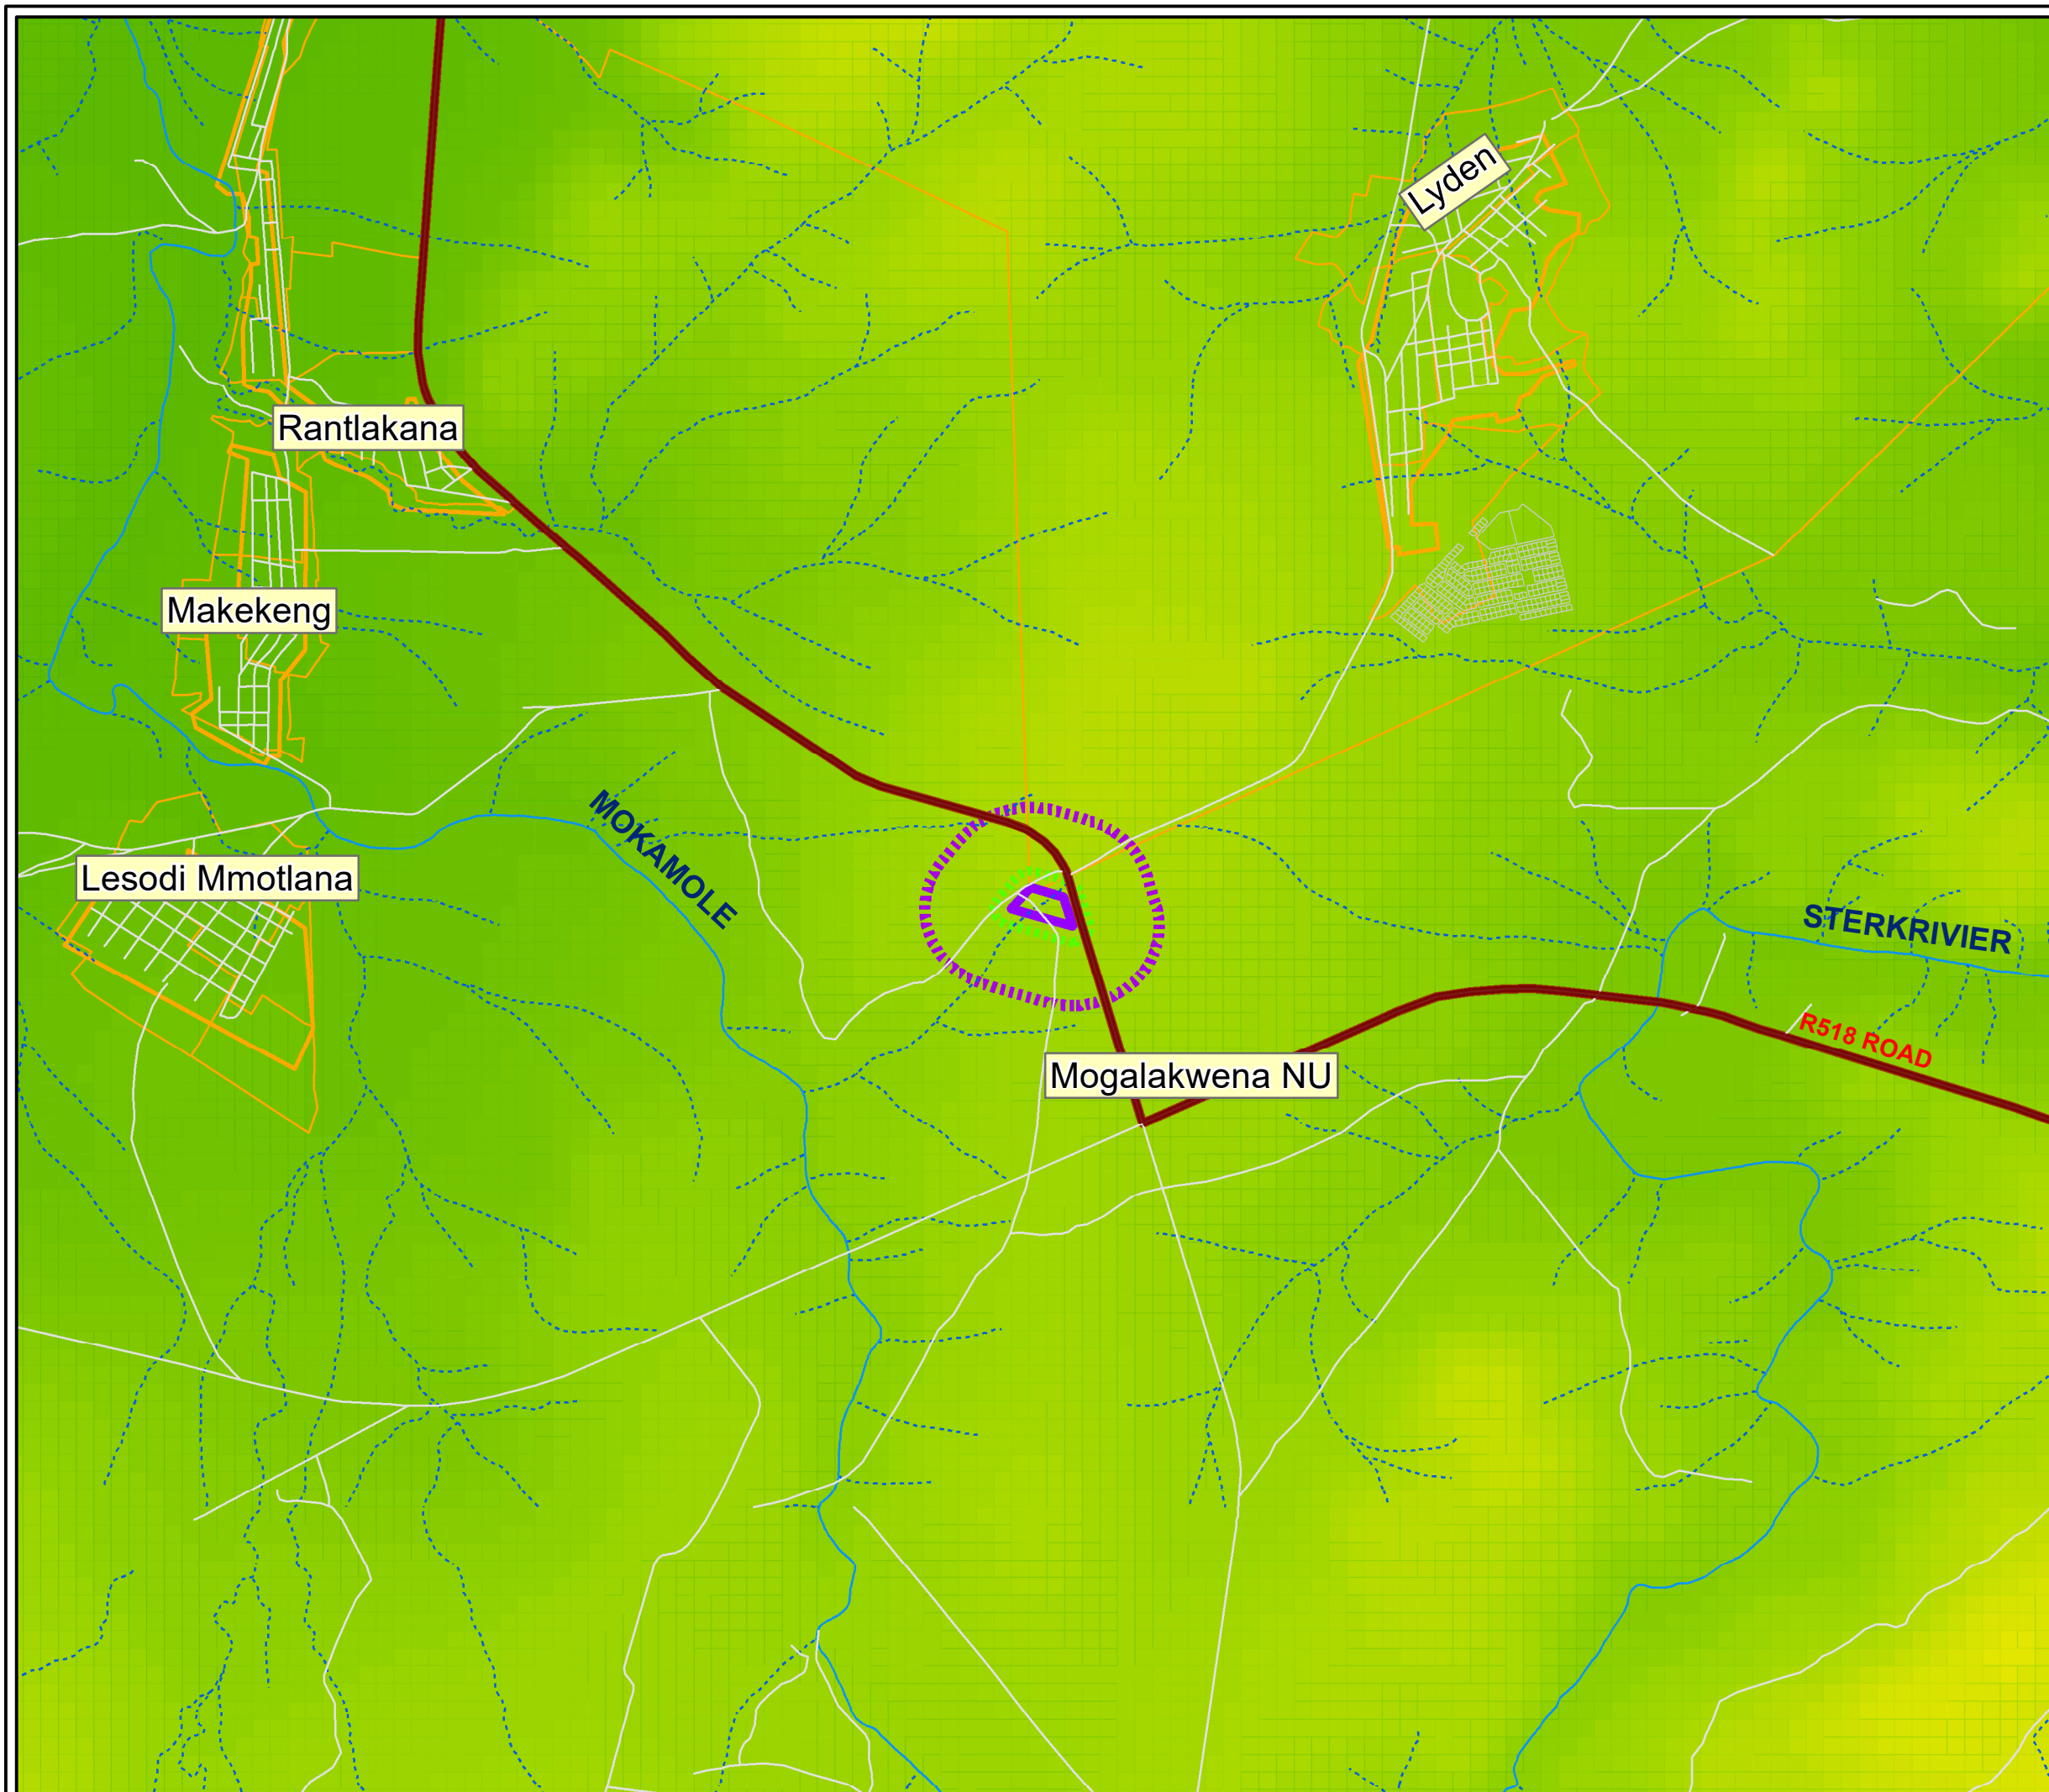 Lyden
Rantlakana
Makekeng
MOKAMOLE
Lesodi Mmotlana
STERKRIVIER
R518 ROAD
Mogalakwena NU